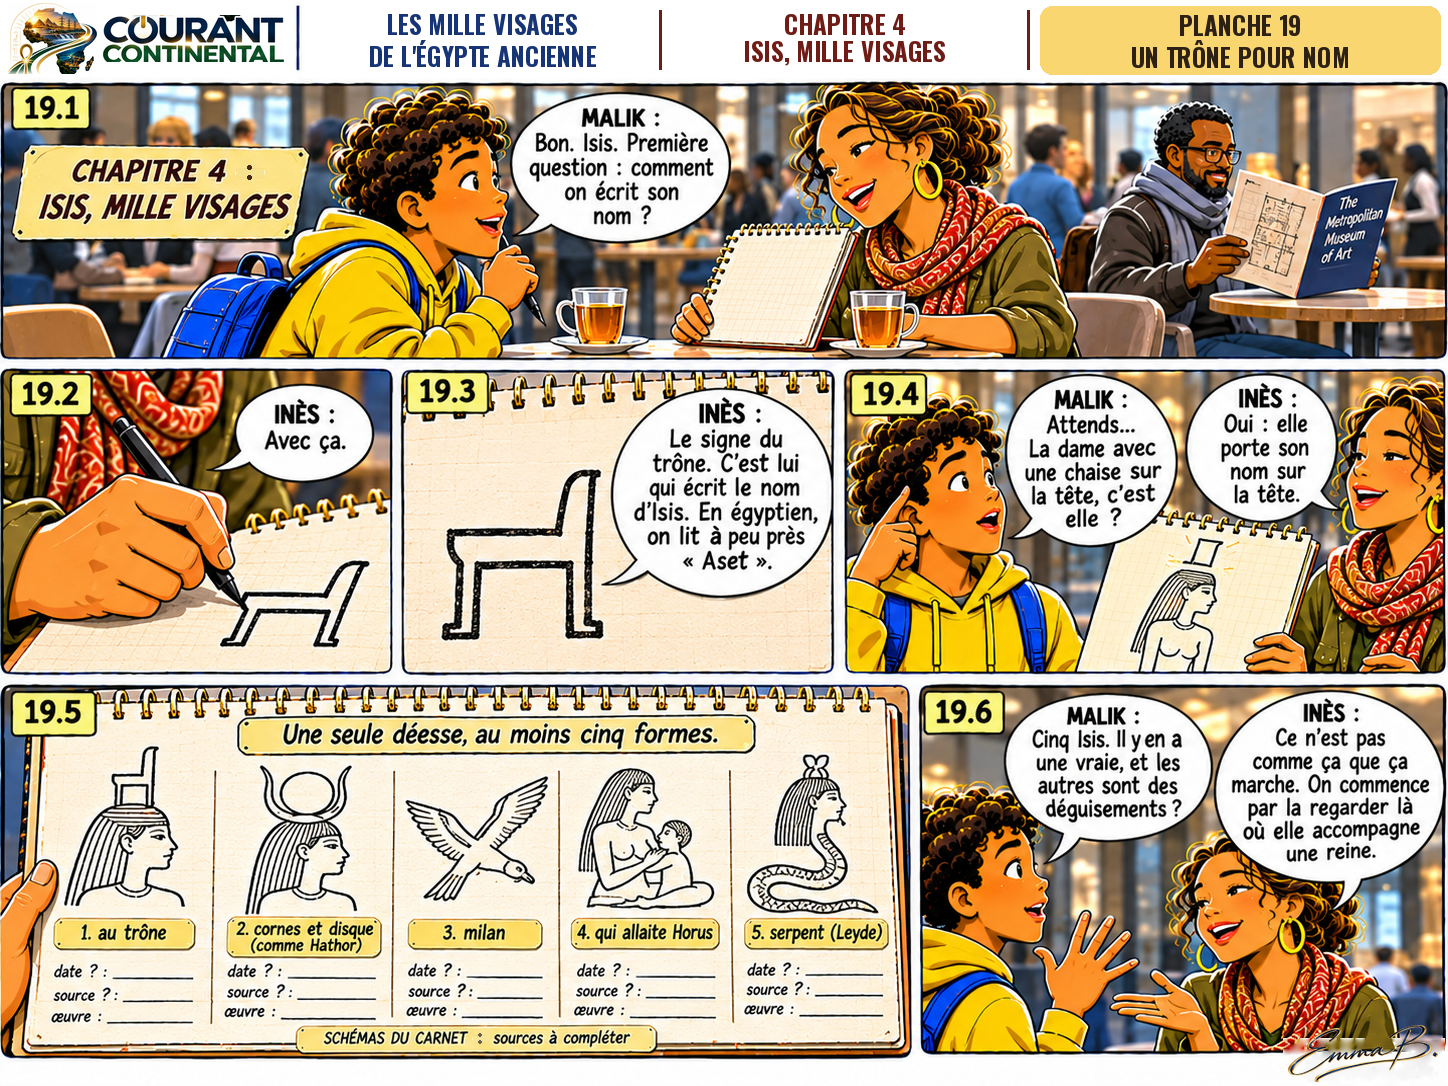 COURANT
CONTINENTAL
LES MILLE VISAGES
DE L'ÉGYPTE ANCIENNE
CHAPITRE 4
ISIS, MILLE VISAGES
PLANCHE 19
UN TRÔNE POUR NOM
19.1
CHAPITRE 4 :
ISIS, MILLE VISAGES
MALIK :
Bon. Isis. Première
question : comment
on écrit son
nom ?
The
Metropolitan
Museum
of Art
19.2
INÈS :
Avec ça.
19.3
INÈS :
Le signe du
trône. C'est lui
qui écrit le nom
d'Isis. En égyptien,
on lit à peu près
« Aset ».
19.4
MALIK :
Attends...
La dame avec
une chaise sur
la tête, c'est
elle ?
INÈS :
Oui : elle
porte son
nom sur
la tête.
19.5
Une seule déesse, au moins cinq formes.
1. au trône
date ? :
source ? :
œuvre :
2. cornes et disque
(comme Hathor)
date ? :
source ? :
œuvre :
3. milan
date ? :
source ? :
œuvre :
4. qui allaite Horus
date ? :
source ? :
œuvre :
5. serpent (Leyde)
date ? :
source ? :
œuvre :
SCHÉMAS DU CARNET : sources à compléter
19.6
MALIK :
Cinq Isis. Il y en a
une vraie, et les
autres sont des
déguisements ?
INÈS :
Ce n'est pas
comme ça que ça
marche. On commence
par la regarder là
où elle accompagne
une reine.
Emma B.